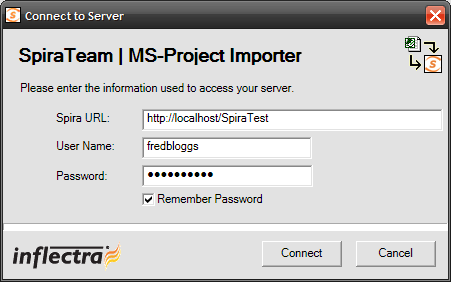 Connect to Server
SpiraTeam | MS-Project Importer
Please enter the information used to access your server.
Spira URL: http://localhost/SpiraTest
User Name: fredbloggs
Password: ●●●●●●●●●●
Remember Password
inflectra
Connect Cancel